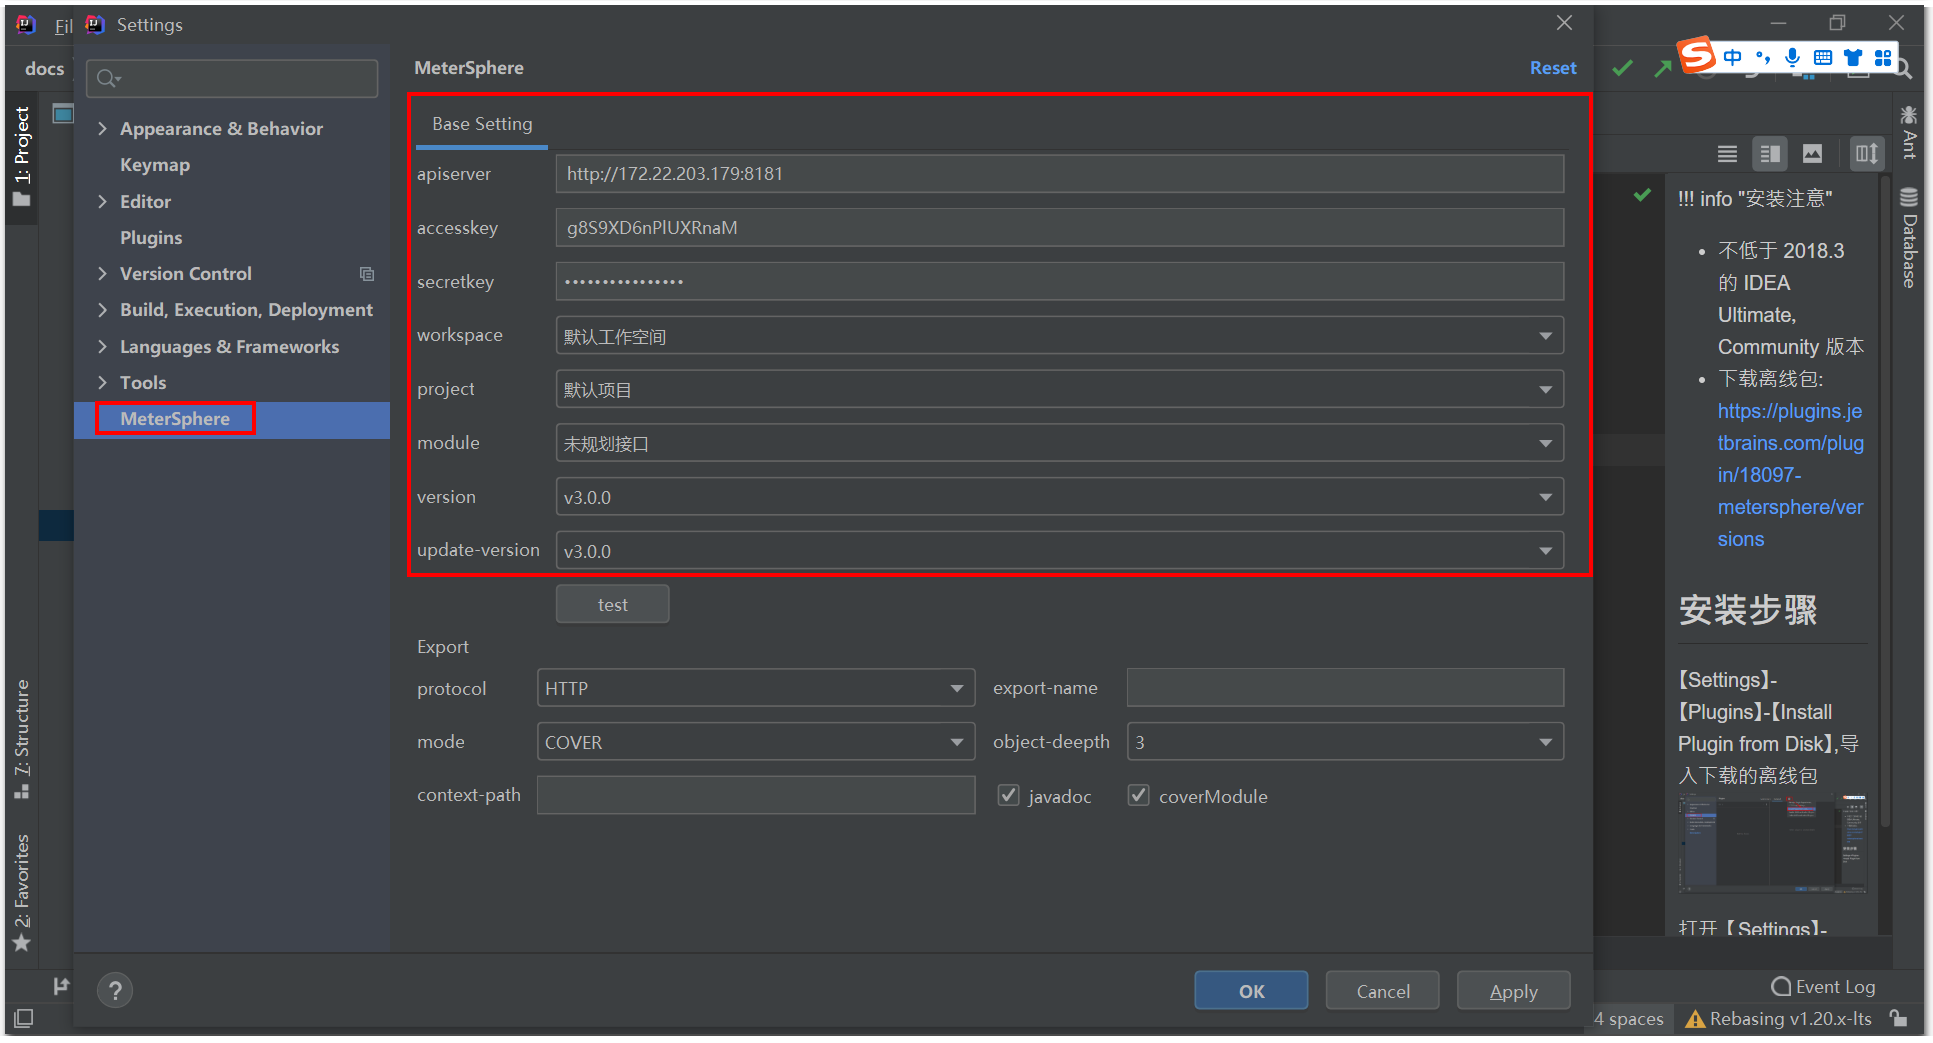 Fil
Settings
docs
MeterSphere
Reset
中
Base Setting
1: Project
Appearance & Behavior
Keymap
Editor
Plugins
Version Control
Build, Execution, Deployment
Languages & Frameworks
Tools
MeterSphere
apiserver
http://172.22.203.179:8181
accesskey
g8S9XD6nPlUXRnaM
secretkey
••••••••••••••••
workspace
默认工作空间
project
默认项目
module
未规划接口
version
v3.0.0
update-version
v3.0.0
test
Export
protocol
HTTP
export-name
mode
COVER
object-deepth
3
context-path
javadoc
coverModule
7: Structure
2: Favorites
?
OK
Cancel
Apply
Ant
Database
!!! info "安装注意"
• 不低于 2018.3
的 IDEA
Ultimate,
Community 版本
• 下载离线包:
https://plugins.je
tbrains.com/plug
in/18097-
metersphere/ver
sions
安装步骤
【Settings】-
【Plugins】-【Install
Plugin from Disk】,导
入下载的离线包
打开【Settings】-
Event Log
4 spaces
Rebasing v1.20.x-lts